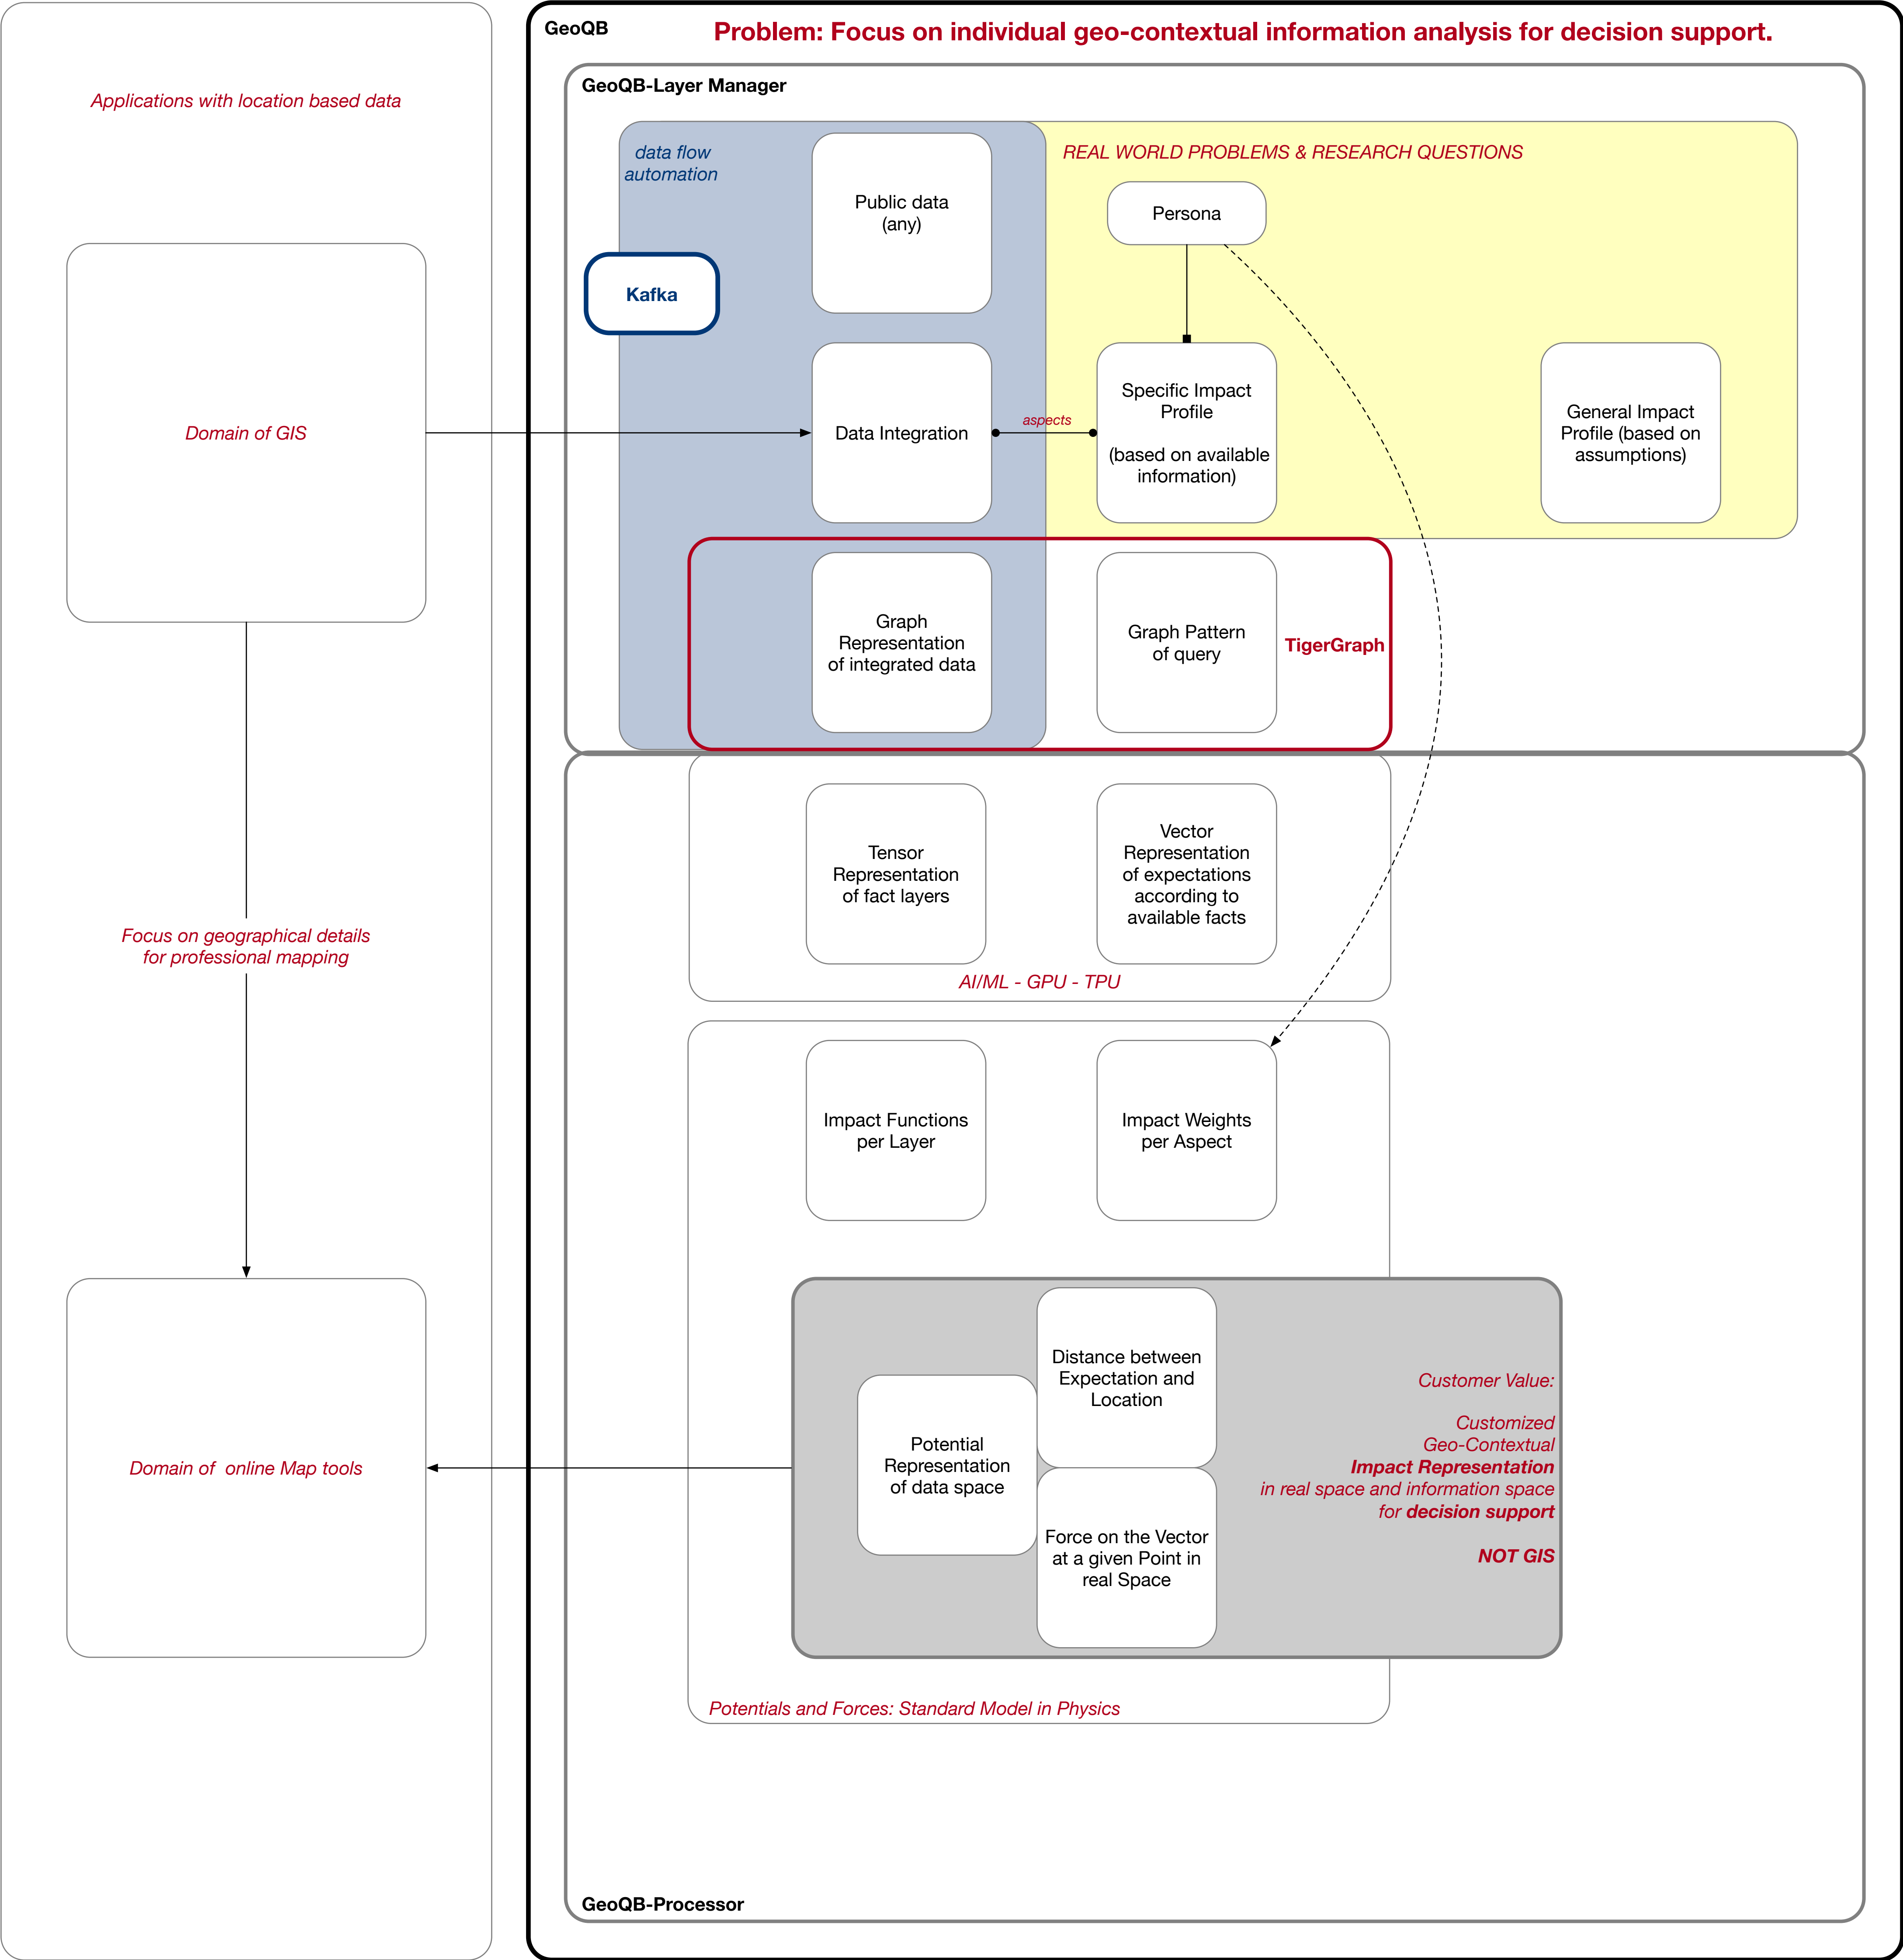 GeoQB
Problem: Focus on individual geo-contextual information analysis for decision support.
GeoQB-Layer Manager
Applications with location based data
data flow
automation
Public data
(any)
REAL WORLD PROBLEMS & RESEARCH QUESTIONS
Persona
Kafka
Domain of GIS
Data Integration
aspects
Specific Impact
Profile
(based on available
information)
General Impact
Profile (based on
assumptions)
Graph
Representation
of integrated data
Graph Pattern
of query
TigerGraph
Tensor
Representation
of fact layers
Vector
Representation
of expectations
according to
available facts
AI/ML - GPU - TPU
Focus on geographical details
for professional mapping
Impact Functions
per Layer
Impact Weights
per Aspect
Domain of  online Map tools
Potential
Representation
of data space
Distance between
Expectation and
Location
Force on the Vector
at a given Point in
real Space
Customer Value:
Customized
Geo-Contextual
Impact Representation
in real space and information space
for decision support
NOT GIS
Potentials and Forces: Standard Model in Physics
GeoQB-Processor